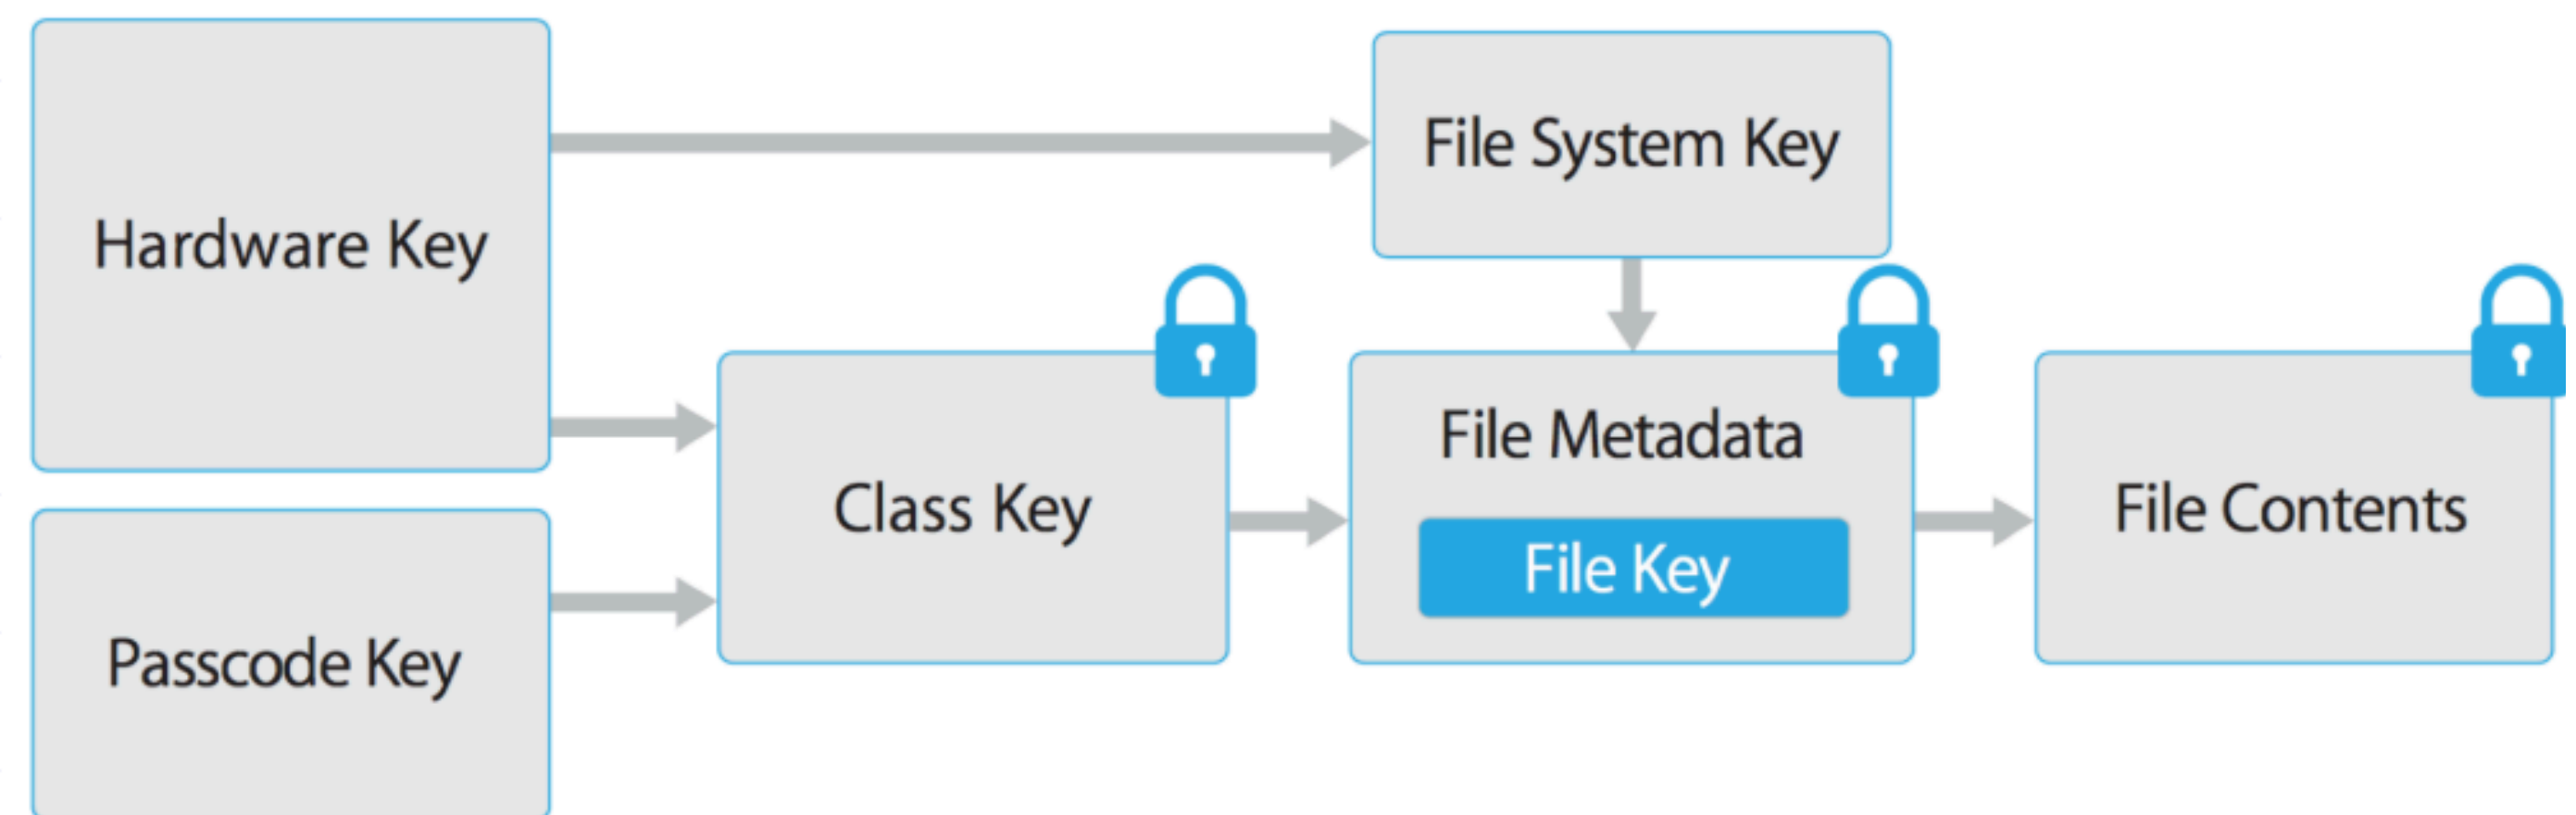 Hardware Key
File System Key
Class Key
File Metadata
File Key
File Contents
Passcode Key